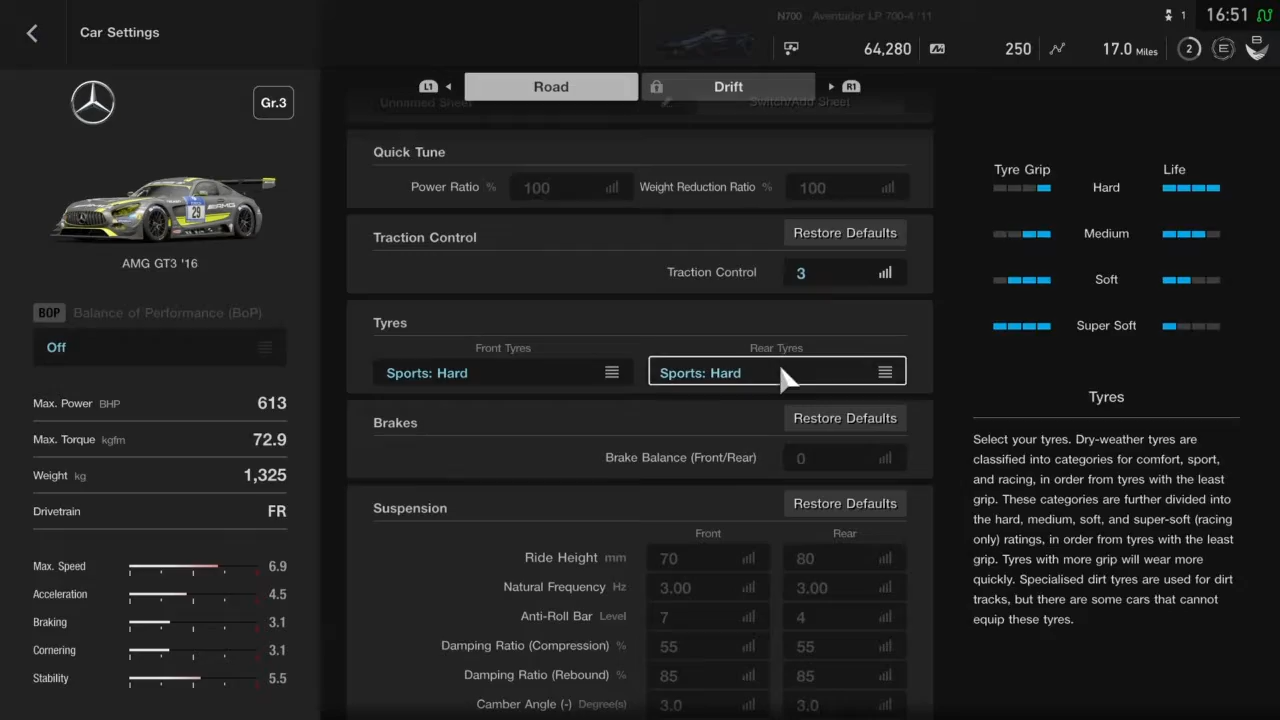 Car Settings
N700 Aventador LP 700-4 '11
1
16:51
64,280
250
17.0 Miles
2
E
B
L1
Road
Drift
R1
Gr.3
Unnamed Sheet
Switch/Add Sheet
29
AMG
AMG GT3 '16
BOP Balance of Performance (BoP)
Off
Max. Power BHP 613
Max. Torque kgfm 72.9
Weight kg 1,325
Drivetrain FR
Max. Speed 6.9
Acceleration 4.5
Braking 3.1
Cornering 3.1
Stability 5.5
Quick Tune
Power Ratio % 100 Weight Reduction Ratio % 100
Traction Control Restore Defaults
Traction Control 3
Tyres
Front Tyres Rear Tyres
Sports: Hard Sports: Hard
Brakes Restore Defaults
Brake Balance (Front/Rear) 0
Suspension Restore Defaults
Front Rear
Ride Height mm 70 80
Natural Frequency Hz 3.00 3.00
Anti-Roll Bar Level 7 4
Damping Ratio (Compression) % 55 55
Damping Ratio (Rebound) % 85 85
Camber Angle (-) Degree(s) 3.0 3.0
Tyre Grip Life
Hard
Medium
Soft
Super Soft
Tyres
Select your tyres. Dry-weather tyres are
classified into categories for comfort, sport,
and racing, in order from tyres with the least
grip. These categories are further divided into
the hard, medium, soft, and super-soft (racing
only) ratings, in order from tyres with the least
grip. Tyres with more grip will wear more
quickly. Specialised dirt tyres are used for dirt
tracks, but there are some cars that cannot
equip these tyres.